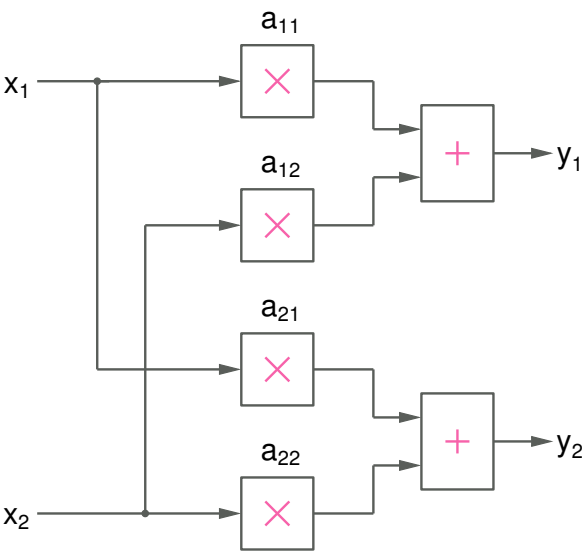 a₁₁
x₁
×
+
y₁
a₁₂
×
a₂₁
×
+
y₂
a₂₂
x₂
×